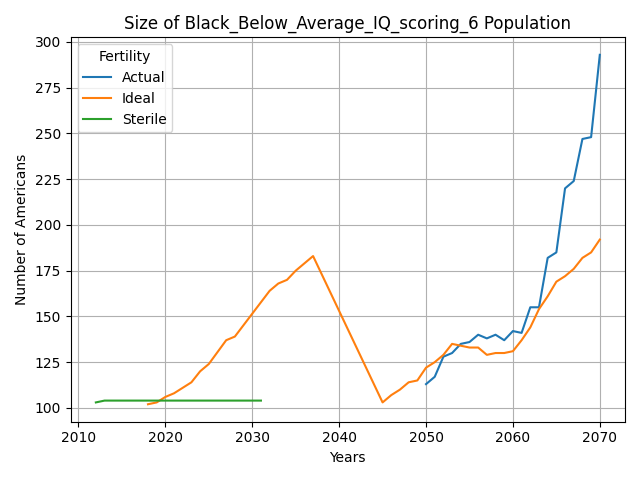 Size of Black_Below_Average_IQ_scoring_6 Population
300
275
250
225
200
175
150
125
100
Number of Americans
Fertility
Actual
Ideal
Sterile
2010 2020 2030 2040 2050 2060 2070
Years